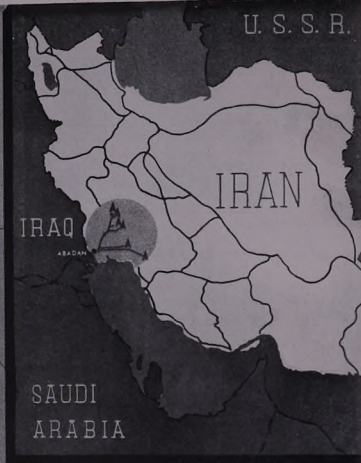 U. S. S. R.
IRAN
IRAQ
ABADAN
SAUDI
ARABIA